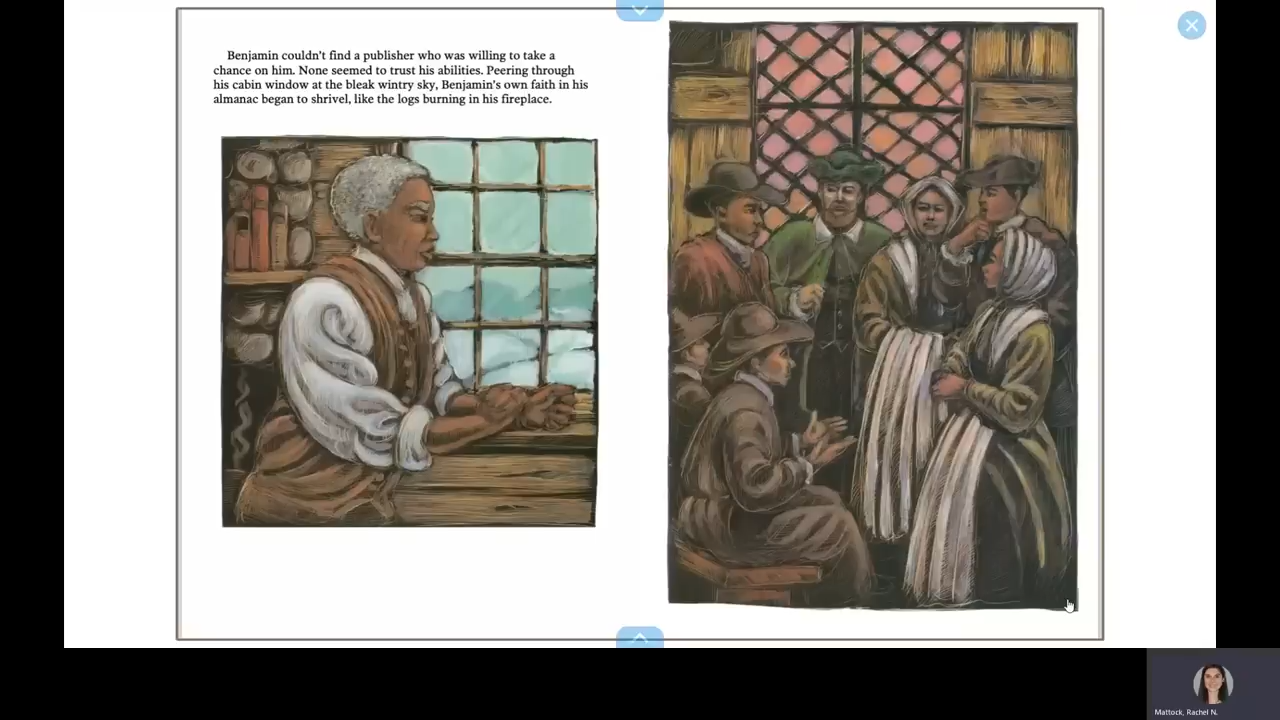 Benjamin couldn't find a publisher who was willing to take a
chance on him. None seemed to trust his abilities. Peering through
his cabin window at the bleak wintry sky, Benjamin's own faith in his
almanac began to shrivel, like the logs burning in his fireplace.
Mattock, Rachel N.